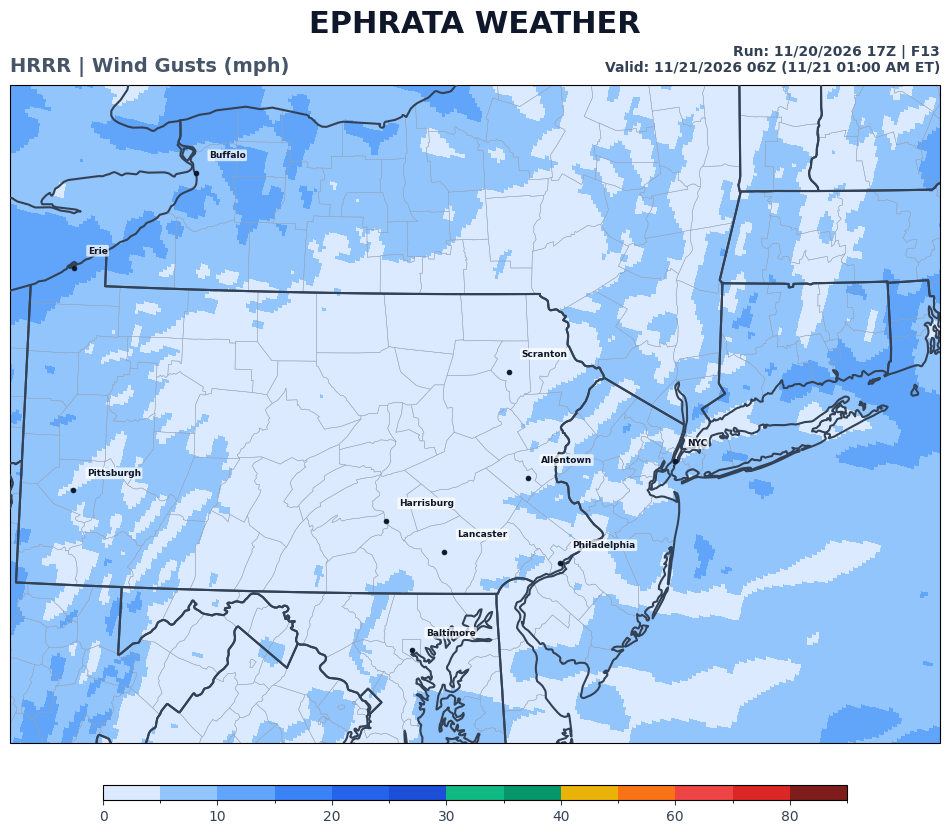 EPHRATA WEATHER
Run: 11/20/2026 17Z | F13
HRRR | Wind Gusts (mph)
Valid: 11/21/2026 06Z (11/21 01:00 AM ET)
Buffalo
Erie
Scranton
NYC
Allentown
Pittsburgh
Harrisburg
Lancaster
Philadelphia
Baltimore
0 10 20 30 40 60 80